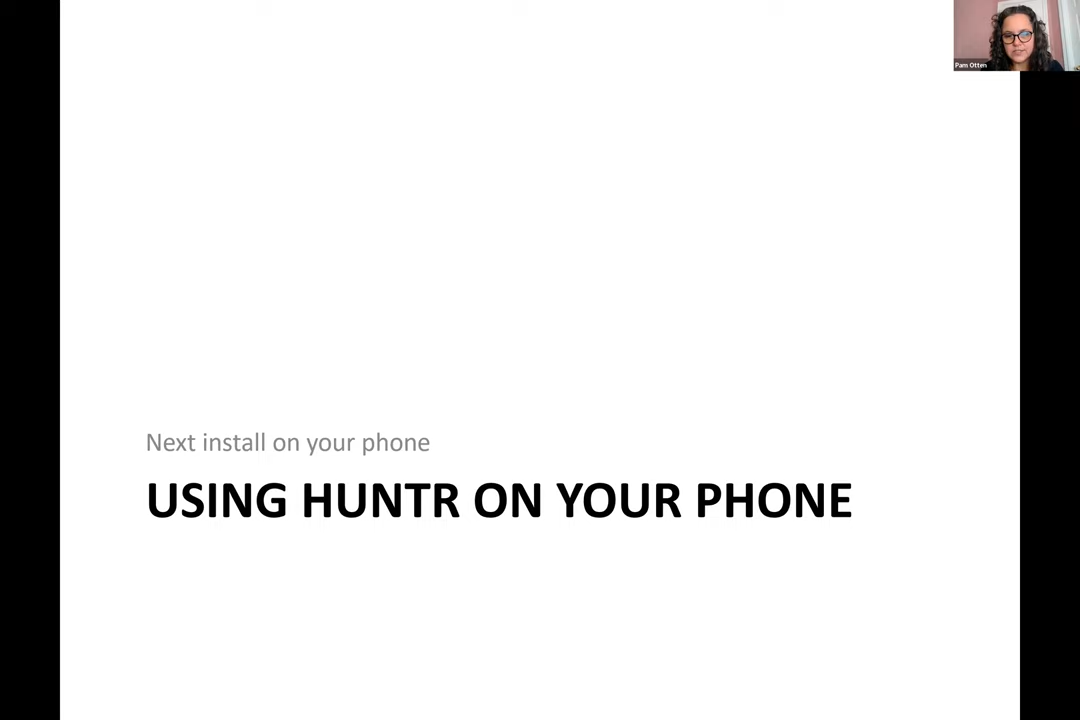 Pam Otten
Next install on your phone
USING HUNTR ON YOUR PHONE